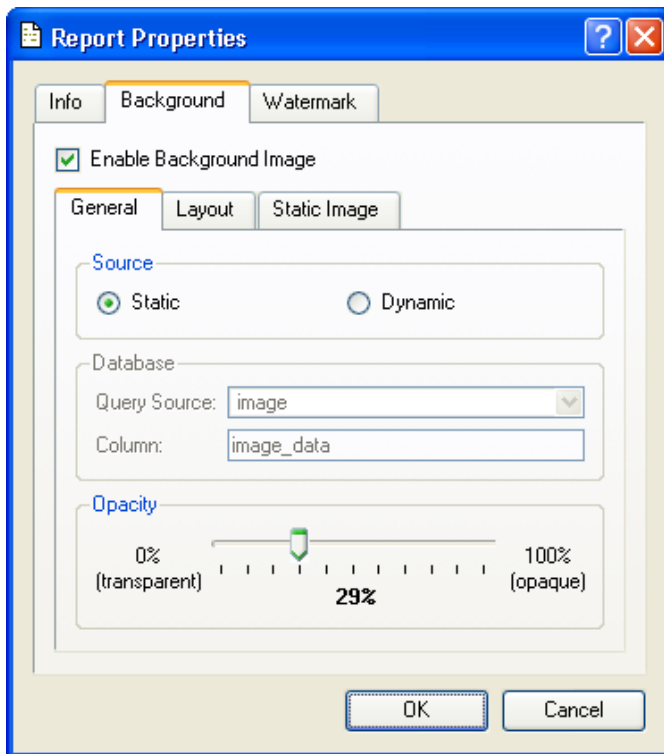 Report Properties
Info Background Watermark
Enable Background Image
General Layout Static Image
Source
Static Dynamic
Database
Query Source: image
Column: image_data
Opacity
0% 100%
(transparent) (opaque)
29%
OK Cancel